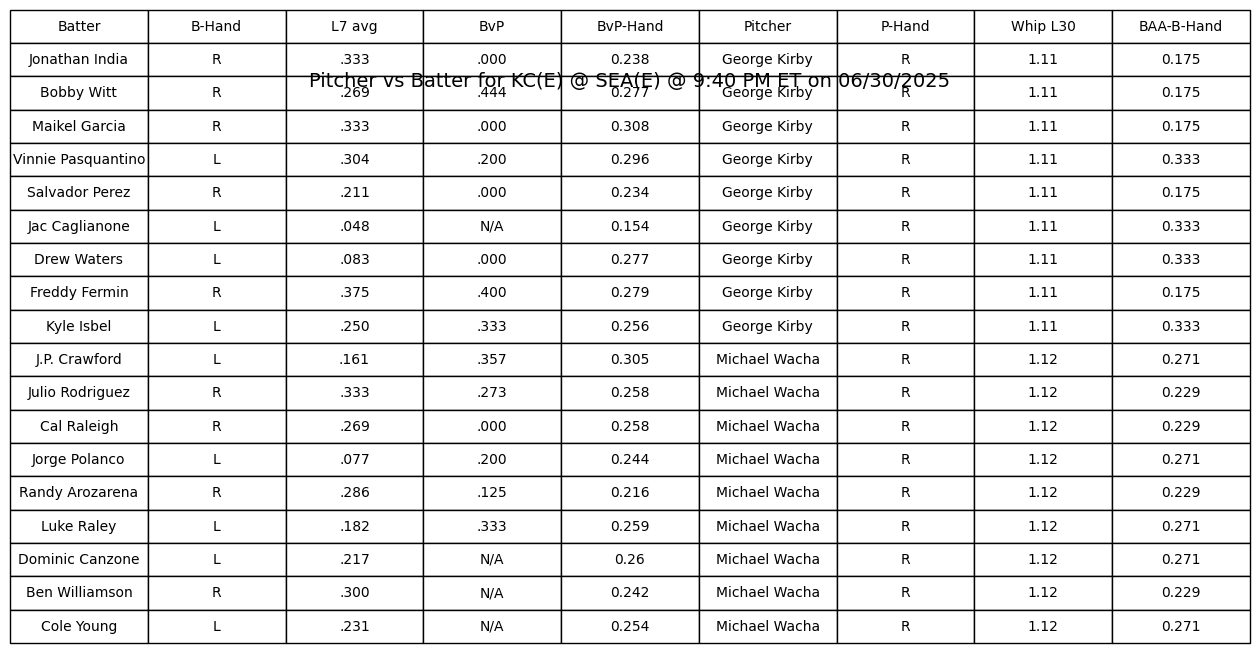 Batter B-Hand L7 avg BvP BvP-Hand Pitcher P-Hand Whip L30 BAA-B-Hand
Jonathan India R .333 .000 0.238 George Kirby R 1.11 0.175
Pitcher vs Batter for KC(E) @ SEA(E) @ 9:40 PM ET on 06/30/2025
Bobby Witt R .269 .444 0.277 George Kirby R 1.11 0.175
Maikel Garcia R .333 .000 0.308 George Kirby R 1.11 0.175
Vinnie Pasquantino L .304 .200 0.296 George Kirby R 1.11 0.333
Salvador Perez R .211 .000 0.234 George Kirby R 1.11 0.175
Jac Caglianone L .048 N/A 0.154 George Kirby R 1.11 0.333
Drew Waters L .083 .000 0.277 George Kirby R 1.11 0.333
Freddy Fermin R .375 .400 0.279 George Kirby R 1.11 0.175
Kyle Isbel L .250 .333 0.256 George Kirby R 1.11 0.333
J.P. Crawford L .161 .357 0.305 Michael Wacha R 1.12 0.271
Julio Rodriguez R .333 .273 0.258 Michael Wacha R 1.12 0.229
Cal Raleigh R .269 .000 0.258 Michael Wacha R 1.12 0.229
Jorge Polanco L .077 .200 0.244 Michael Wacha R 1.12 0.271
Randy Arozarena R .286 .125 0.216 Michael Wacha R 1.12 0.229
Luke Raley L .182 .333 0.259 Michael Wacha R 1.12 0.271
Dominic Canzone L .217 N/A 0.26 Michael Wacha R 1.12 0.271
Ben Williamson R .300 N/A 0.242 Michael Wacha R 1.12 0.229
Cole Young L .231 N/A 0.254 Michael Wacha R 1.12 0.271